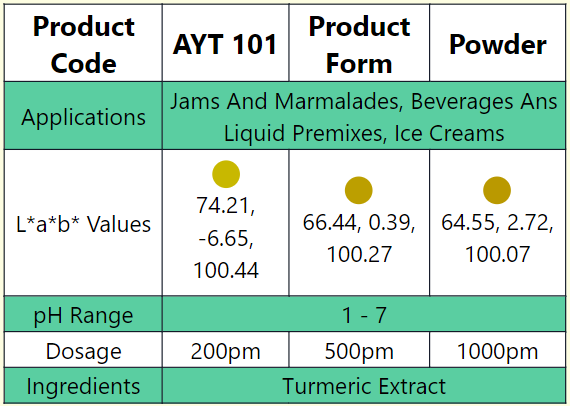 Product Code
AYT 101
Product Form
Powder
Applications
Jams And Marmalades, Beverages Ans
Liquid Premixes, Ice Creams
L*a*b* Values
74.21,
-6.65,
100.44
66.44, 0.39,
100.27
64.55, 2.72,
100.07
pH Range
1 - 7
Dosage
200pm
500pm
1000pm
Ingredients
Turmeric Extract